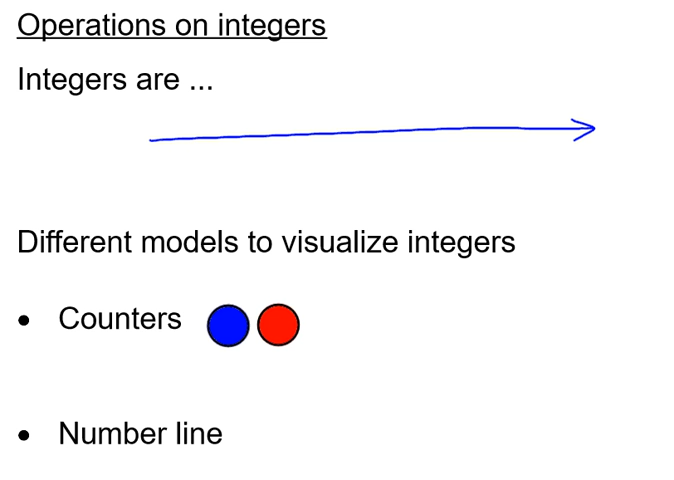 Operations on integers
Integers are ...
Different models to visualize integers
• Counters
• Number line